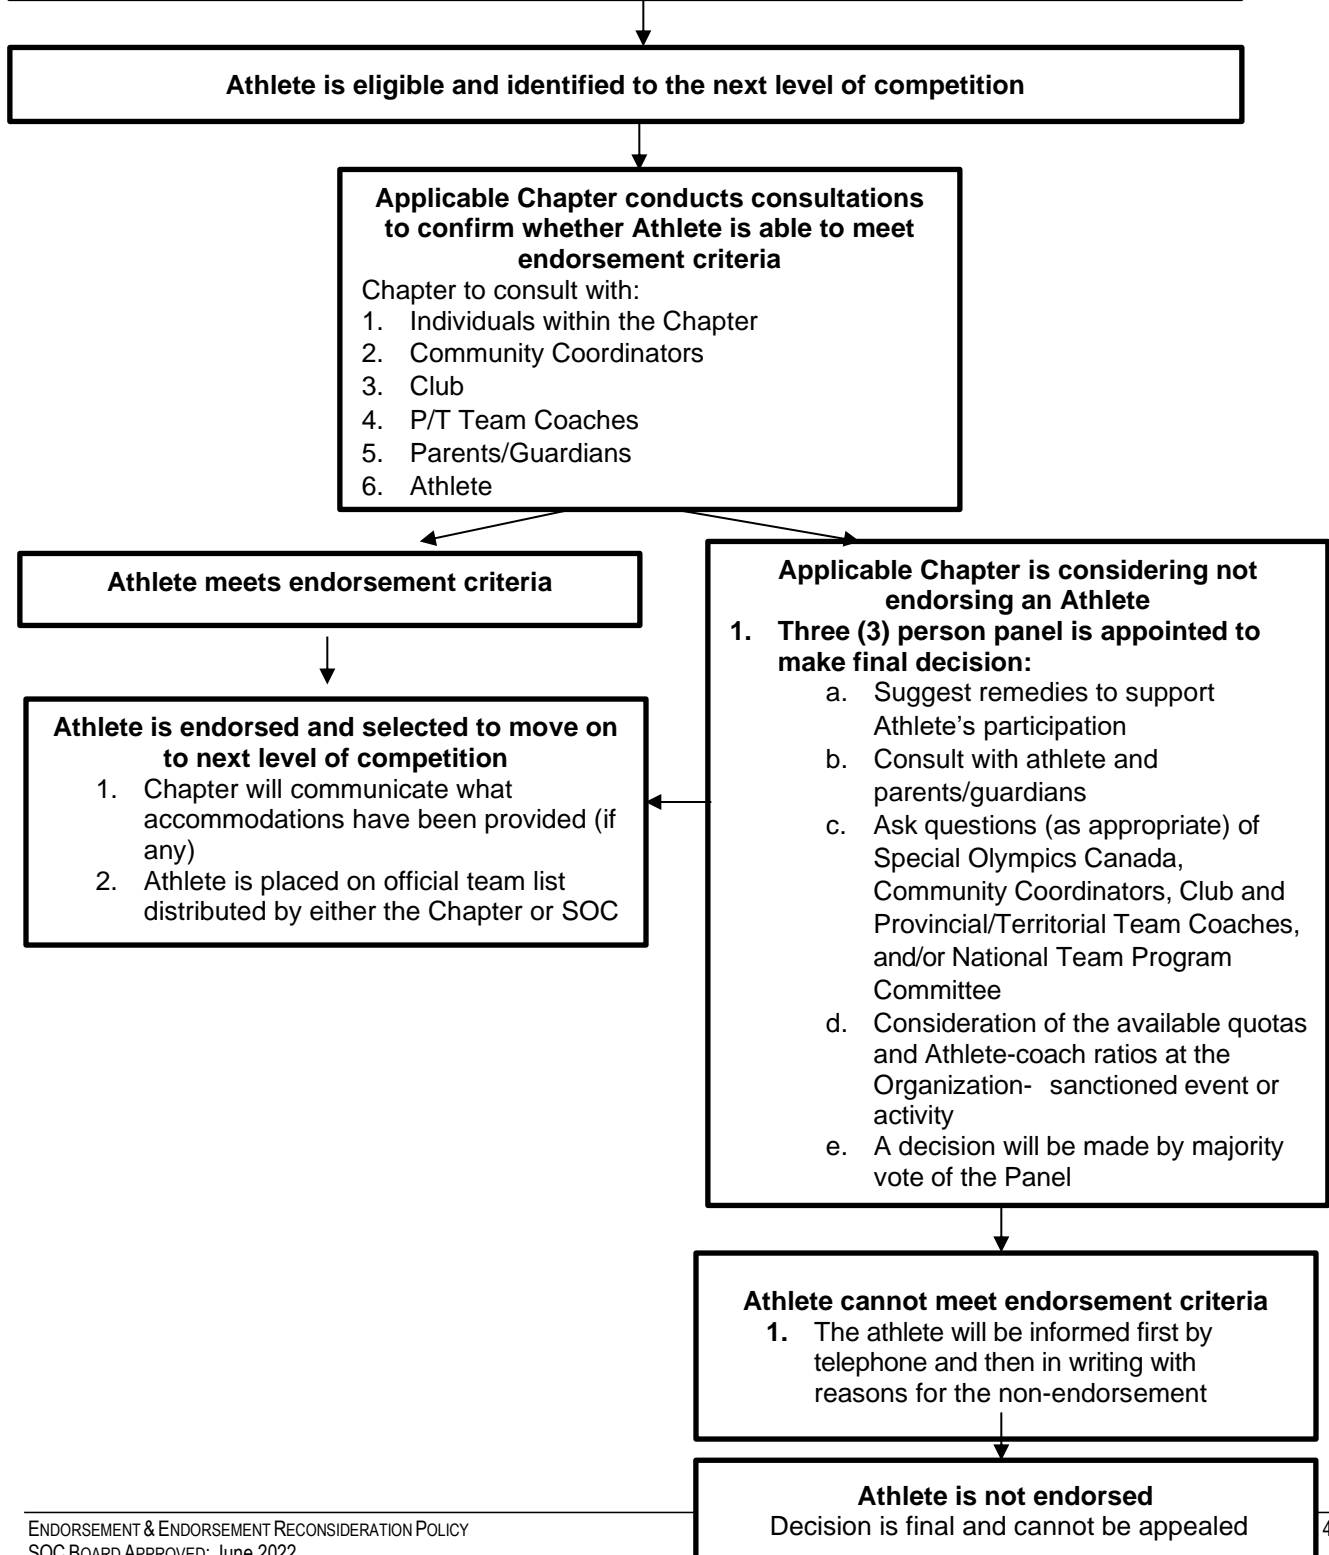 Athlete is eligible and identified to the next level of competition
Applicable Chapter conducts consultations
to confirm whether Athlete is able to meet
endorsement criteria
Chapter to consult with:
1. Individuals within the Chapter
2. Community Coordinators
3. Club
4. P/T Team Coaches
5. Parents/Guardians
6. Athlete
Athlete meets endorsement criteria
Athlete is endorsed and selected to move on
to next level of competition
1. Chapter will communicate what
accommodations have been provided (if
any)
2. Athlete is placed on official team list
distributed by either the Chapter or SOC
Applicable Chapter is considering not
endorsing an Athlete
1. Three (3) person panel is appointed to
make final decision:
a. Suggest remedies to support
Athlete's participation
b. Consult with athlete and
parents/guardians
c. Ask questions (as appropriate) of
Special Olympics Canada,
Community Coordinators, Club and
Provincial/Territorial Team Coaches,
and/or National Team Program
Committee
d. Consideration of the available quotas
and Athlete-coach ratios at the
Organization- sanctioned event or
activity
e. A decision will be made by majority
vote of the Panel
Athlete cannot meet endorsement criteria
1. The athlete will be informed first by
telephone and then in writing with
reasons for the non-endorsement
Athlete is not endorsed
Decision is final and cannot be appealed
ENDORSEMENT & ENDORSEMENT RECONSIDERATION POLICY
4
SOC BOARD APPROVED: June 2022